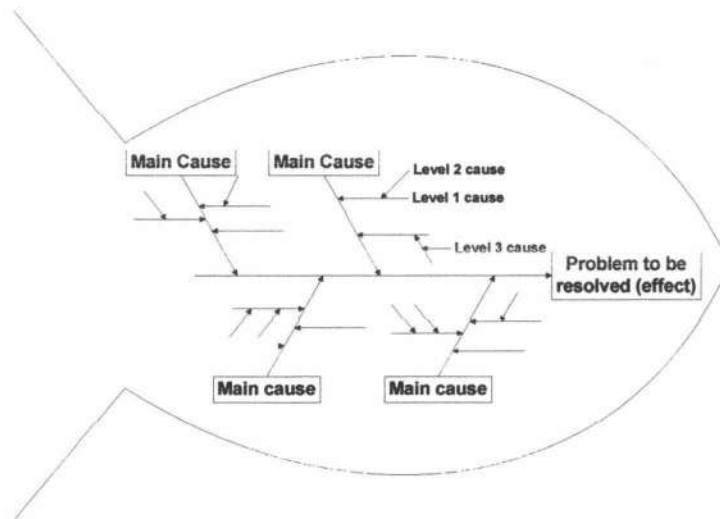 Main Cause
Main Cause
Level 2 cause
Level 1 cause
Level 3 cause
Problem to be
resolved (effect)
Main cause
Main cause